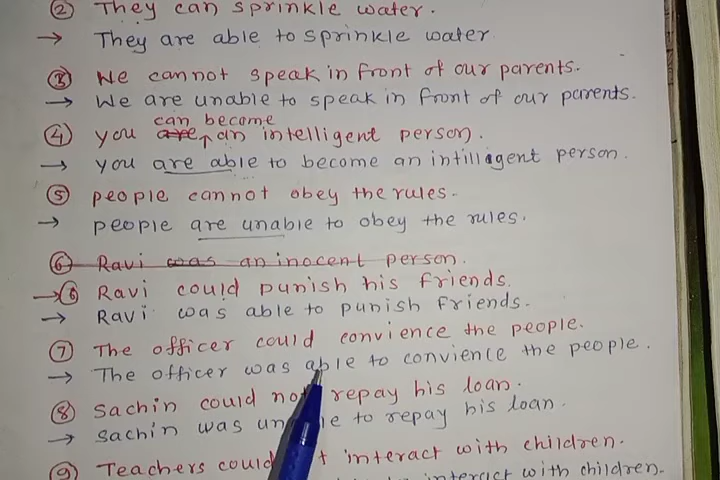 ② They can sprinkle water.
→ They are able to sprinkle water
③ We cannot speak in front of our parents.
→ We are unable to speak in front of our parents.
can become
④ you are an intelligent person.
→ you are able to become an intilligent person.
⑤ people cannot obey the rules.
→ people are unable to obey the rules.
⑥ Ravi was an inocent person.
→ ⑥ Ravi could punish his friends.
→ Ravi was able to punish friends.
⑦ The officer could convience the people.
→ The officer was able to convience the people.
⑧ Sachin could not repay his loan.
→ Sachin was to repay his loan.
⑨ Teachers could interact with children.
interact with children.